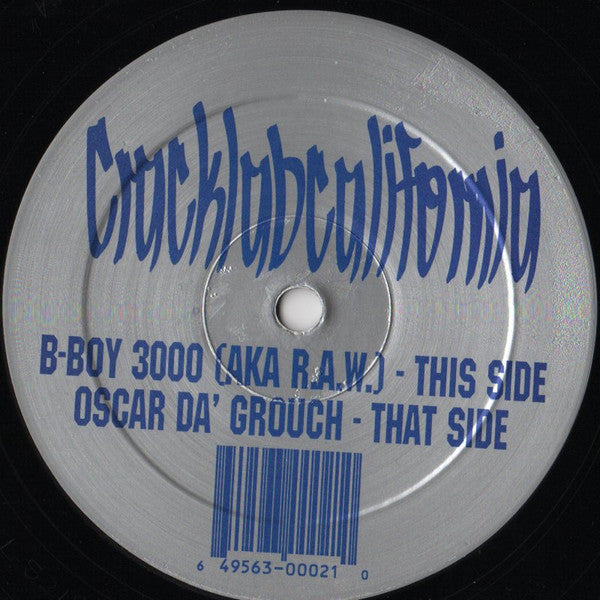 Cracklabcalifornia
B-BOY 3000 (AKA R.A.W.) - THIS SIDE
OSCAR DA' GROUCH - THAT SIDE
6 49563-00021 0